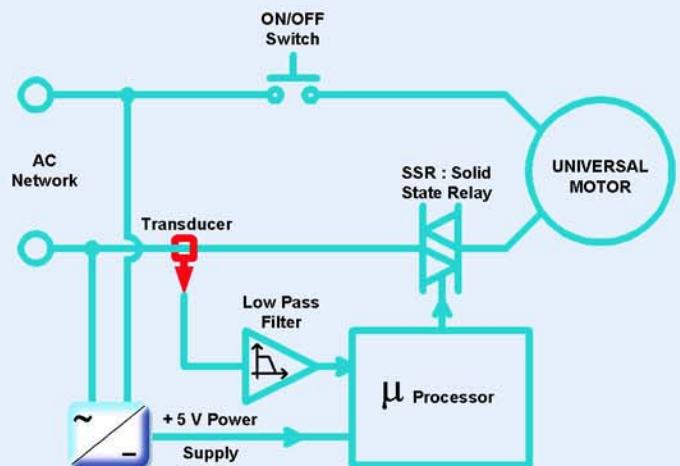 ON/OFF
Switch
AC
Network
UNIVERSAL
MOTOR
SSR : Solid
State Relay
Transducer
Low Pass
Filter
μ Processor
+ 5 V Power
Supply